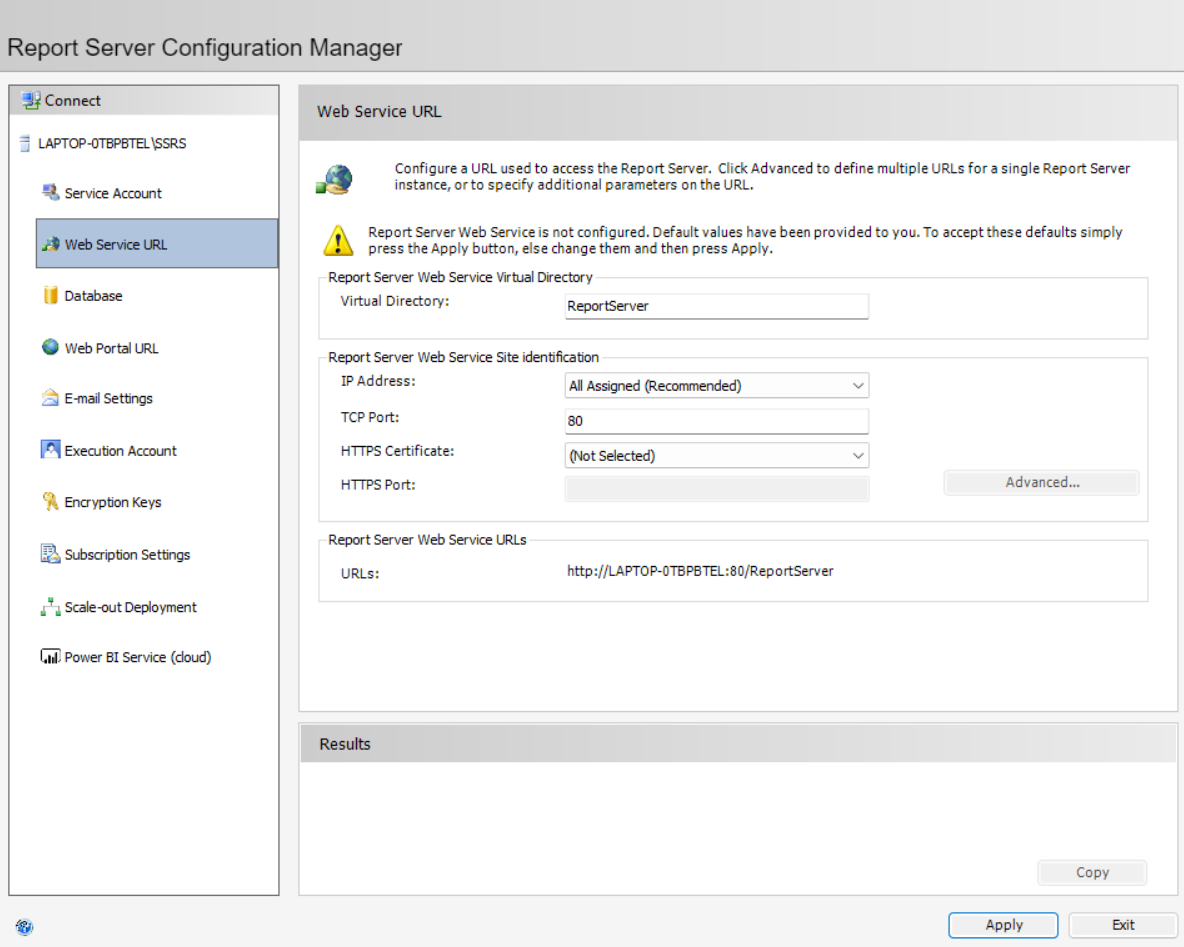 Report Server Configuration Manager
Connect
LAPTOP-0TBPBTEL\SSRS
Service Account
Web Service URL
Database
Web Portal URL
E-mail Settings
Execution Account
Encryption Keys
Subscription Settings
Scale-out Deployment
Power BI Service (cloud)
Web Service URL
Configure a URL used to access the Report Server. Click Advanced to define multiple URLs for a single Report Server
instance, or to specify additional parameters on the URL.
Report Server Web Service is not configured. Default values have been provided to you. To accept these defaults simply
press the Apply button, else change them and then press Apply.
Report Server Web Service Virtual Directory
Virtual Directory: ReportServer
Report Server Web Service Site identification
IP Address: All Assigned (Recommended)
TCP Port: 80
HTTPS Certificate: (Not Selected)
HTTPS Port:
Advanced...
Report Server Web Service URLs
URLs: http://LAPTOP-0TBPBTEL:80/ReportServer
Results
Copy
Apply Exit